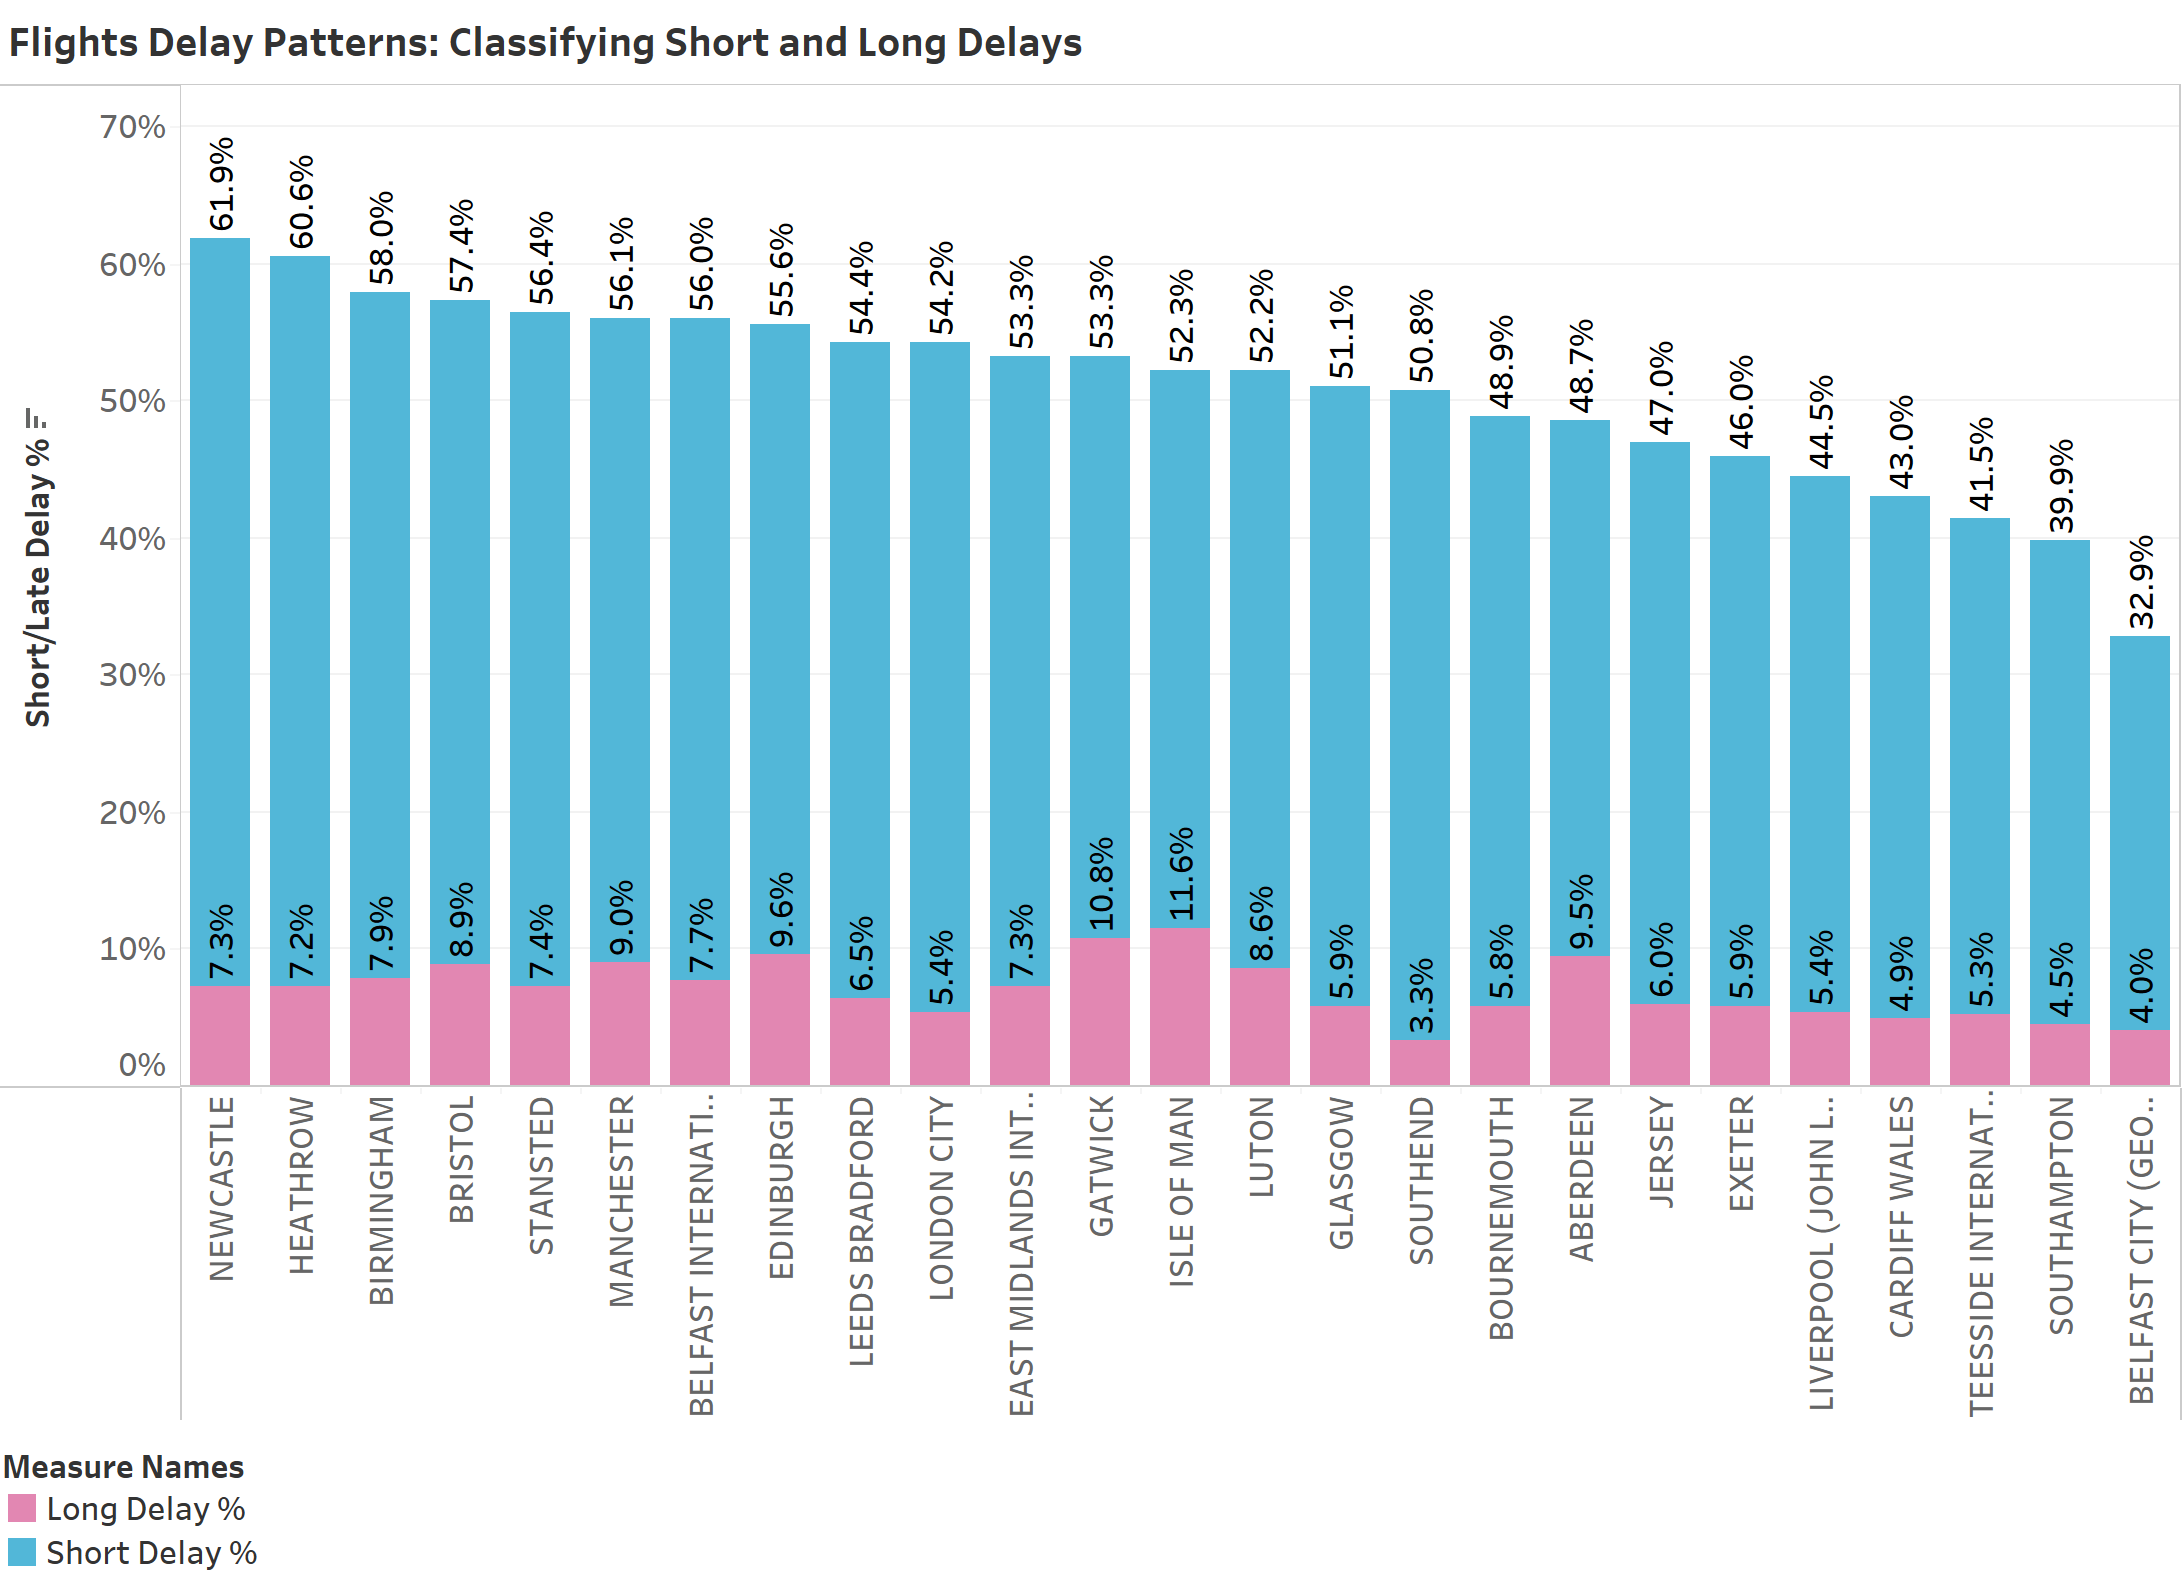 Flights Delay Patterns: Classifying Short and Long Delays
Short/Late Delay %
70%
60%
50%
40%
30%
20%
10%
0%
61.9%
60.6%
58.0%
57.4%
56.4%
56.1%
56.0%
55.6%
54.4%
54.2%
53.3%
53.3%
52.3%
52.2%
51.1%
50.8%
48.9%
48.7%
47.0%
46.0%
44.5%
43.0%
41.5%
39.9%
32.9%
7.3%
7.2%
7.9%
8.9%
7.4%
9.0%
7.7%
9.6%
6.5%
5.4%
7.3%
10.8%
11.6%
8.6%
5.9%
3.3%
5.8%
9.5%
6.0%
5.9%
5.4%
4.9%
5.3%
4.5%
4.0%
NEWCASTLE
HEATHROW
BIRMINGHAM
BRISTOL
STANSTED
MANCHESTER
BELFAST INTERNATI..
EDINBURGH
LEEDS BRADFORD
LONDON CITY
EAST MIDLANDS INT..
GATWICK
ISLE OF MAN
LUTON
GLASGOW
SOUTHEND
BOURNEMOUTH
ABERDEEN
JERSEY
EXETER
LIVERPOOL (JOHN L..
CARDIFF WALES
TEESSIDE INTERNAT..
SOUTHAMPTON
BELFAST CITY (GEO..
Measure Names
Long Delay %
Short Delay %